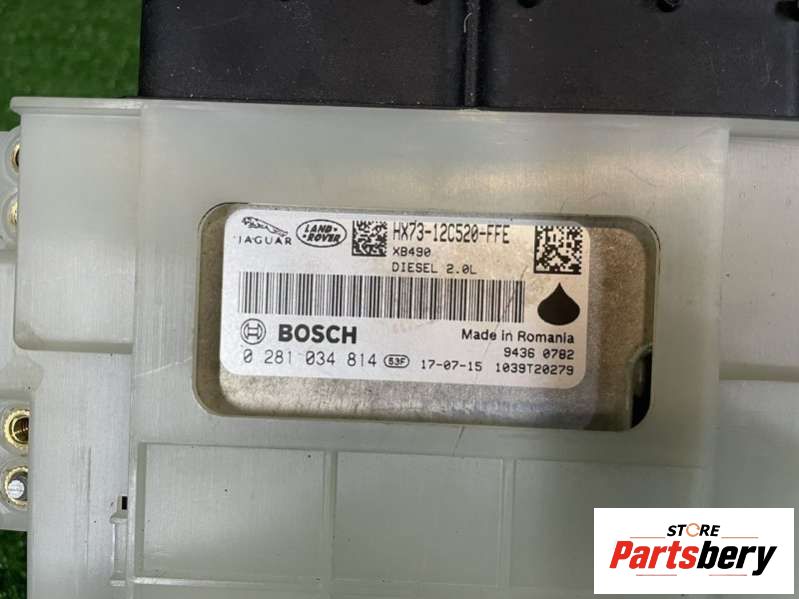 JAGUAR
LAND
ROVER
HX73-12C520-FFE
XB490
DIESEL 2.0L
BOSCH
Made in Romania
9436 0782
0 281 034 814 53F 17-07-15 1039T20279
STORE
Partsbery